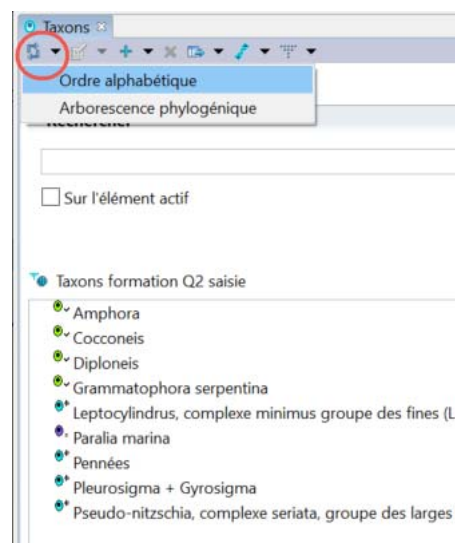 Taxons
Ordre alphabétique
Arborescence phylogénique
Rechercher
Sur l'élément actif
Taxons formation Q2 saisie
Amphora
Cocconeis
Diploneis
Grammatophora serpentina
Leptocylindrus, complexe minimus groupe des fines (L
Paralia marina
Pennées
Pleurosigma + Gyrosigma
Pseudo-nitzschia, complexe seriata, groupe des larges